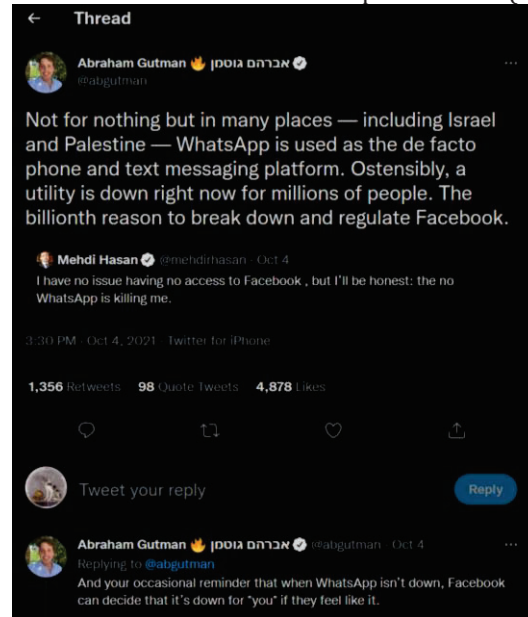 Thread
Abraham Gutman 🔥 אברהם גוטמן
@abgutman
Not for nothing but in many places — including Israel
and Palestine — WhatsApp is used as the de facto
phone and text messaging platform. Ostensibly, a
utility is down right now for millions of people. The
billionth reason to break down and regulate Facebook.
Mehdi Hasan @mehdirhasan · Oct 4
I have no issue having no access to Facebook , but I'll be honest: the no
WhatsApp is killing me.
3:30 PM · Oct 4, 2021 · Twitter for iPhone
1,356 Retweets 98 Quote Tweets 4,878 Likes
Tweet your reply
Reply
Abraham Gutman 🔥 אברהם גוטמן @abgutman · Oct 4
Replying to @abgutman
And your occasional reminder that when WhatsApp isn't down, Facebook
can decide that it's down for "you" if they feel like it.